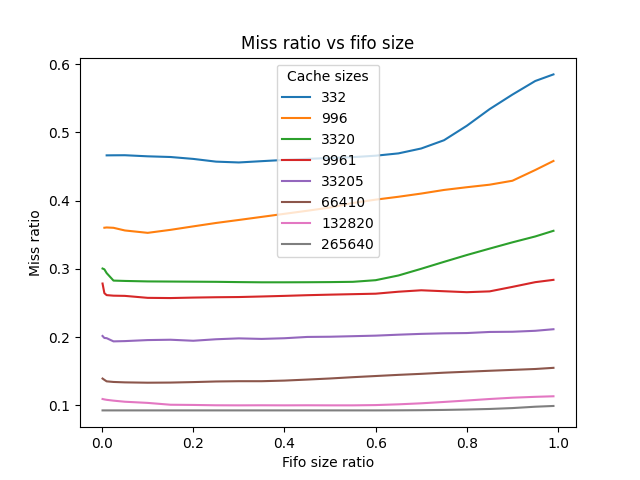 Miss ratio vs fifo size
Cache sizes
332
996
3320
9961
33205
66410
132820
265640
0.6
0.5
0.4
0.3
0.2
0.1
Miss ratio
0.0 0.2 0.4 0.6 0.8 1.0
Fifo size ratio